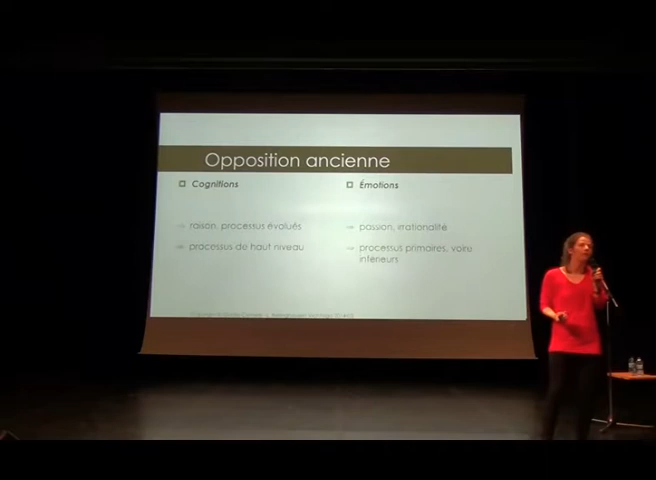 Opposition ancienne
Cognitions
Émotions
raison, processus évolués
passion, irrationalité
processus de haut niveau
processus primaires, voire
inférieurs